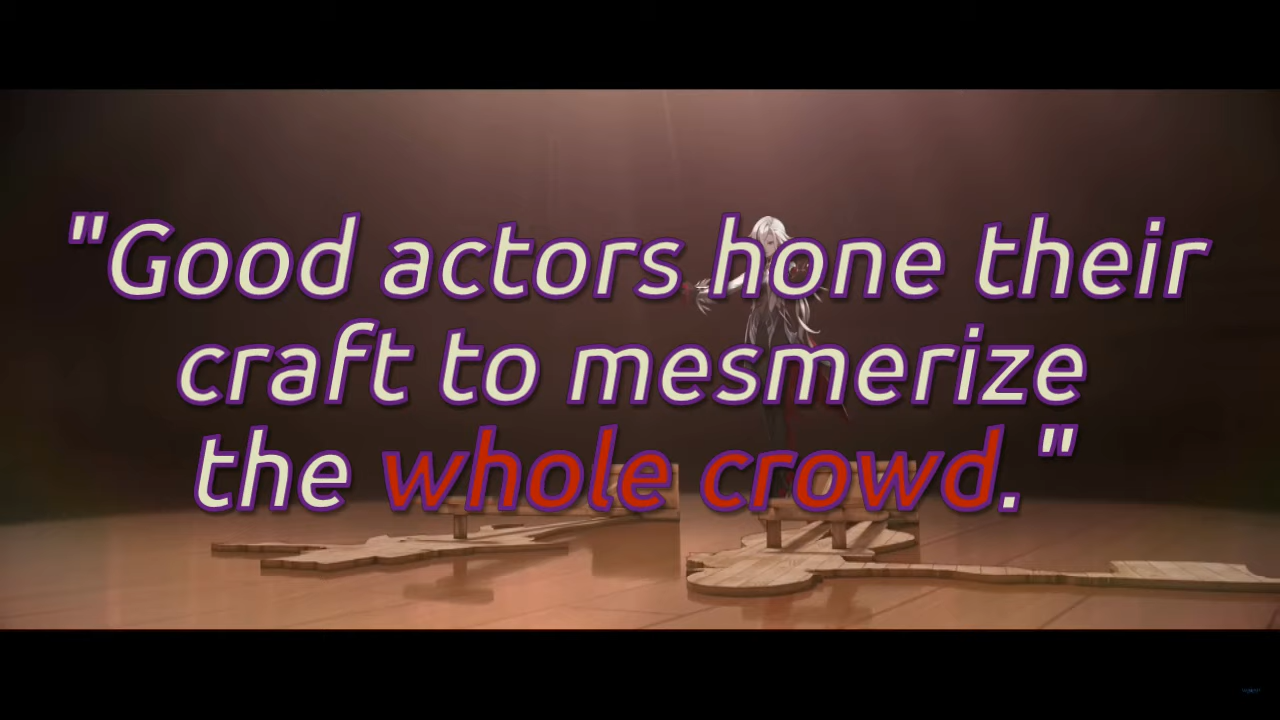 "Good actors hone their
craft to mesmerize
the whole crowd."